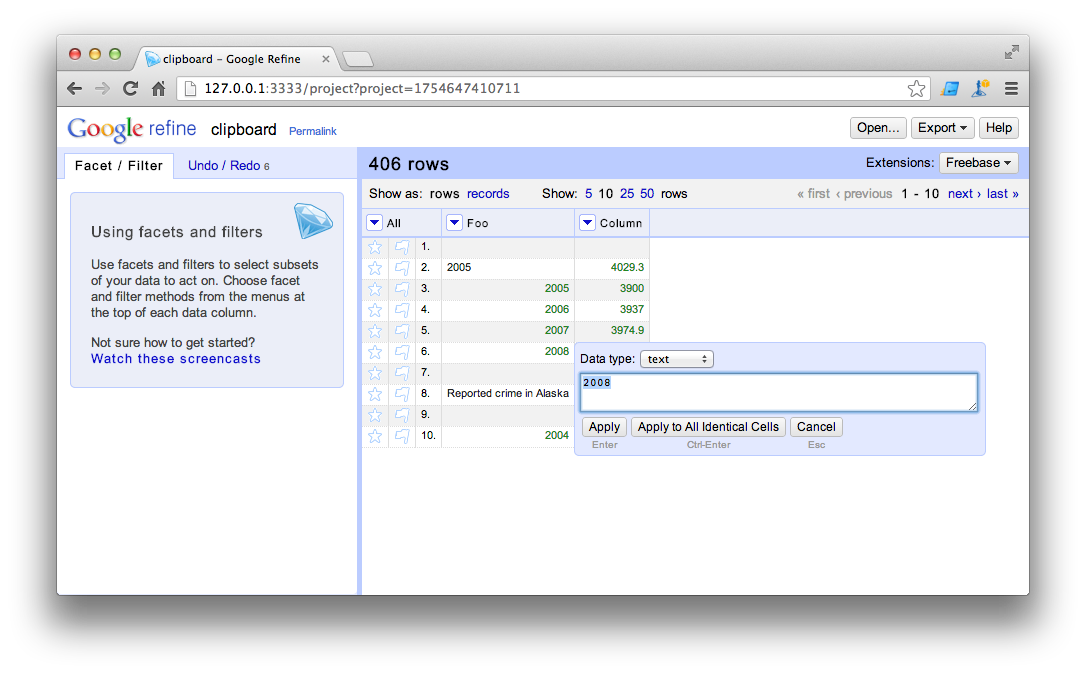 clipboard – Google Refine
127.0.0.1:3333/project?project=1754647410711
Google refine clipboard Permalink Open... Export Help
Facet / Filter Undo / Redo 6 406 rows Extensions: Freebase
Show as: rows records Show: 5 10 25 50 rows « first ‹ previous 1 - 10 next › last »
Using facets and filters
Use facets and filters to select subsets
of your data to act on. Choose facet
and filter methods from the menus at
the top of each data column.
Not sure how to get started?
Watch these screencasts
All Foo Column
1.
2. 2005 4029.3
3. 2005 3900
4. 2006 3937
5. 2007 3974.9
6. 2008
7.
8. Reported crime in Alaska
9.
10. 2004
Data type: text
2008
Apply Apply to All Identical Cells Cancel
Enter Ctrl-Enter Esc